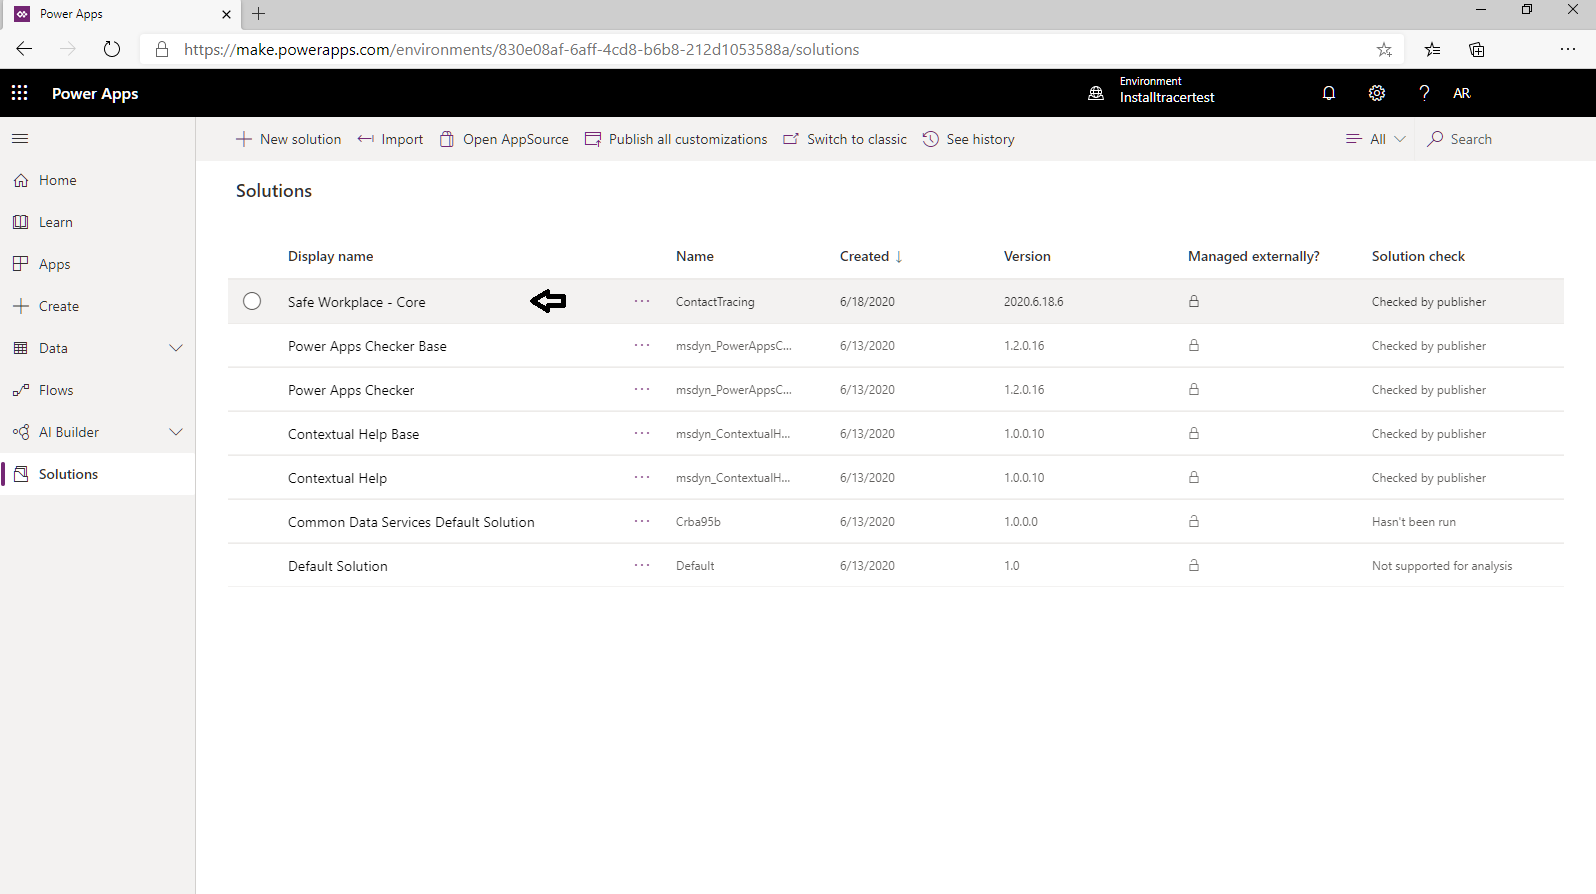 Power Apps
https://make.powerapps.com/environments/830e08af-6aff-4cd8-b6b8-212d1053588a/solutions
Power Apps
Environment
Installtracertest
AR
New solution
Import
Open AppSource
Publish all customizations
Switch to classic
See history
All
Search
Home
Learn
Apps
Create
Data
Flows
AI Builder
Solutions
Solutions
Display name Name Created ↓ Version Managed externally? Solution check
Safe Workplace - Core ··· ContactTracing 6/18/2020 2020.6.18.6 Checked by publisher
Power Apps Checker Base ··· msdyn_PowerAppsC... 6/13/2020 1.2.0.16 Checked by publisher
Power Apps Checker ··· msdyn_PowerAppsC... 6/13/2020 1.2.0.16 Checked by publisher
Contextual Help Base ··· msdyn_ContextualH... 6/13/2020 1.0.0.10 Checked by publisher
Contextual Help ··· msdyn_ContextualH... 6/13/2020 1.0.0.10 Checked by publisher
Common Data Services Default Solution ··· Crba95b 6/13/2020 1.0.0.0 Hasn't been run
Default Solution ··· Default 6/13/2020 1.0 Not supported for analysis